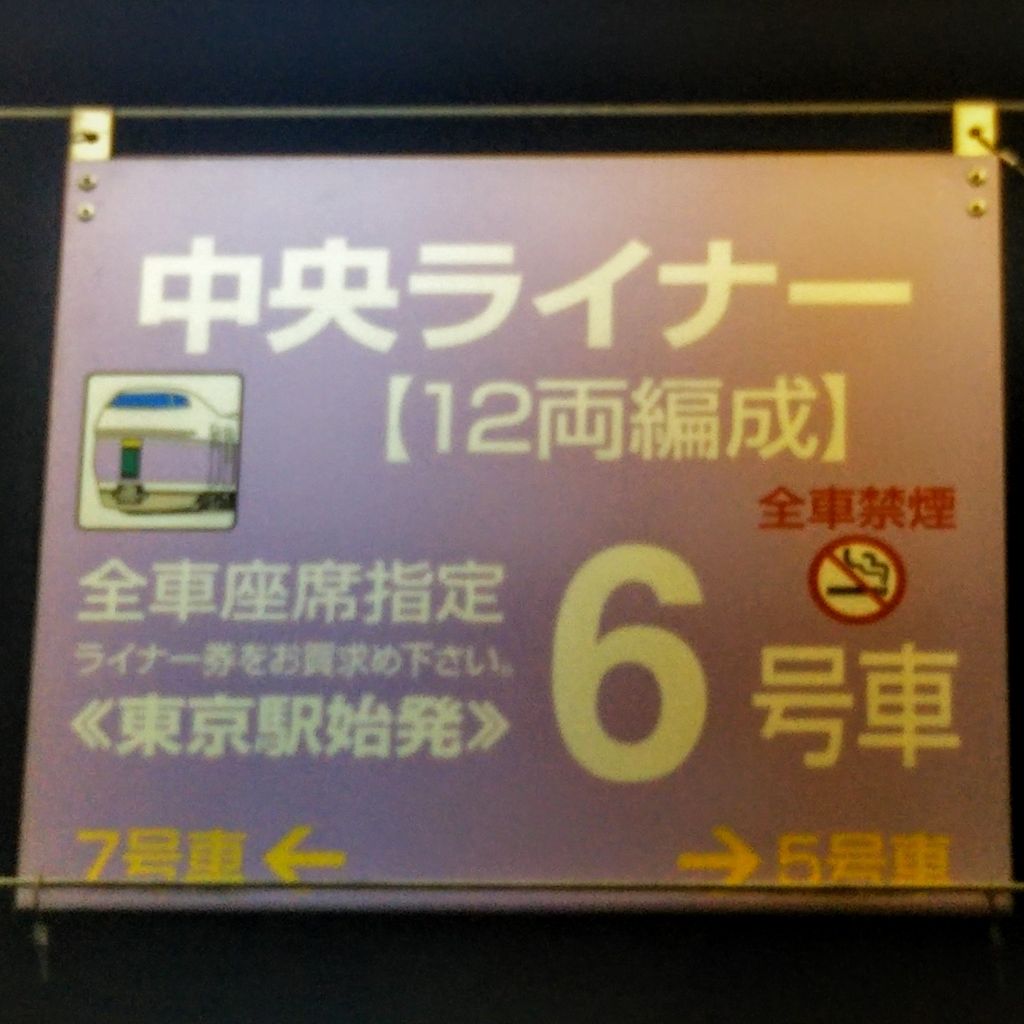 中央ライナー
【12両編成】
全車禁煙
全車座席指定
ライナー券をお買求め下さい。
《東京駅始発》
6号車
7号車 ← → 5号車